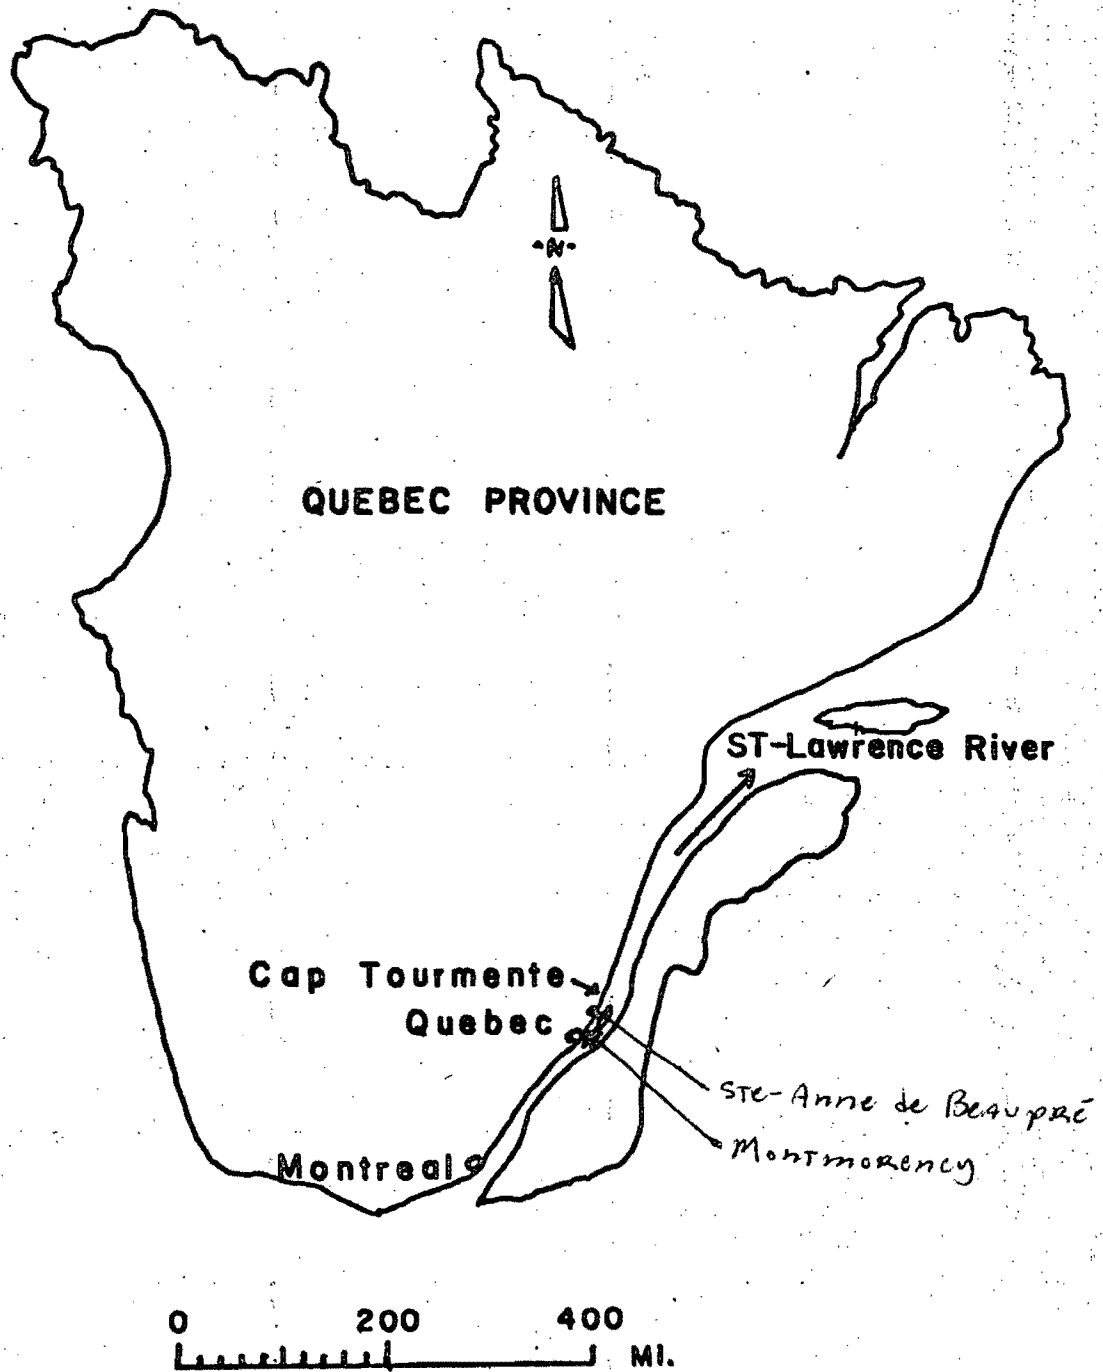 -N-
QUEBEC PROVINCE
ST-Lawrence River
Cap Tourmente
Quebec
Ste-Anne de Beaupré
Montmorency
Montreal
0 200 400
MI.